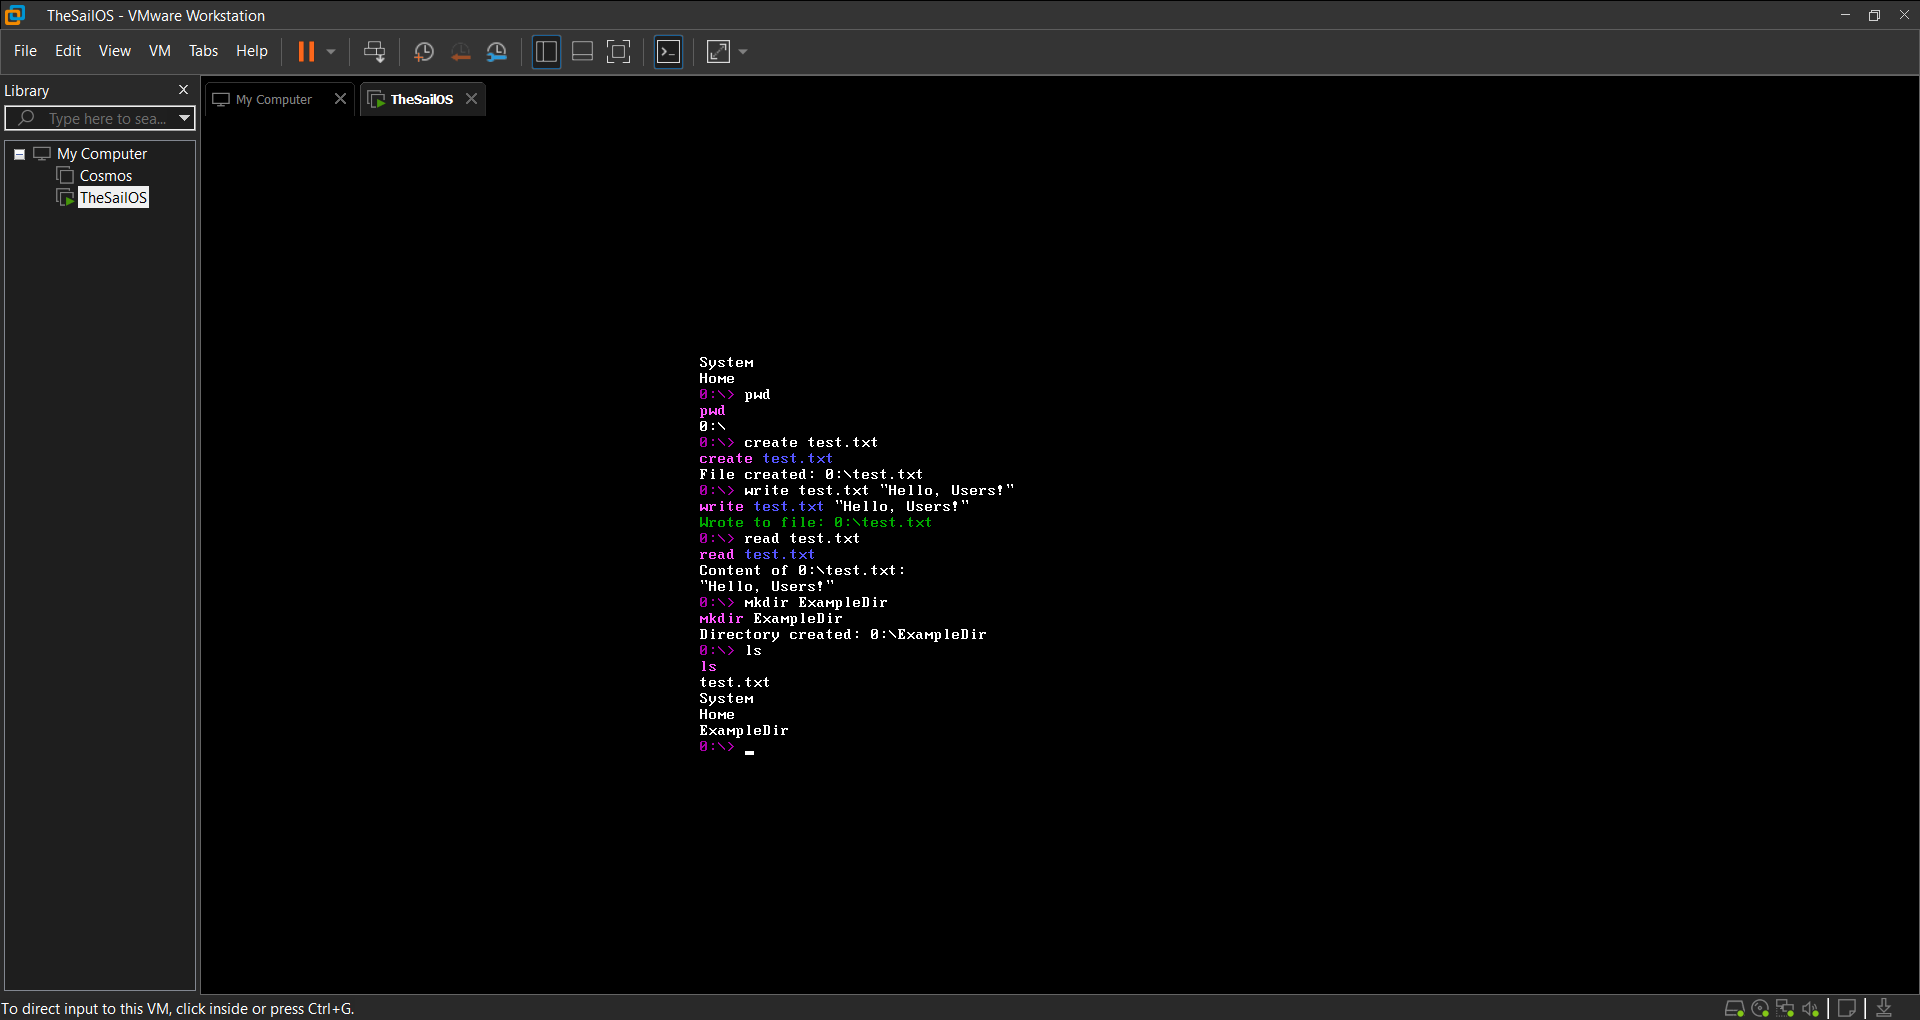 TheSailOS - VMware Workstation
File Edit View VM Tabs Help
Library
My Computer
TheSailOS
Type here to sea...
My Computer
Cosmos
TheSailOS
System
Home
0:\> pwd
pwd
0:\
0:\> create test.txt
create test.txt
File created: 0:\test.txt
0:\> write test.txt "Hello, Users!"
write test.txt "Hello, Users!"
Wrote to file: 0:\test.txt
0:\> read test.txt
read test.txt
Content of 0:\test.txt:
"Hello, Users!"
0:\> mkdir ExampleDir
mkdir ExampleDir
Directory created: 0:\ExampleDir
0:\> ls
ls
test.txt
System
Home
ExampleDir
0:\> _
To direct input to this VM, click inside or press Ctrl+G.